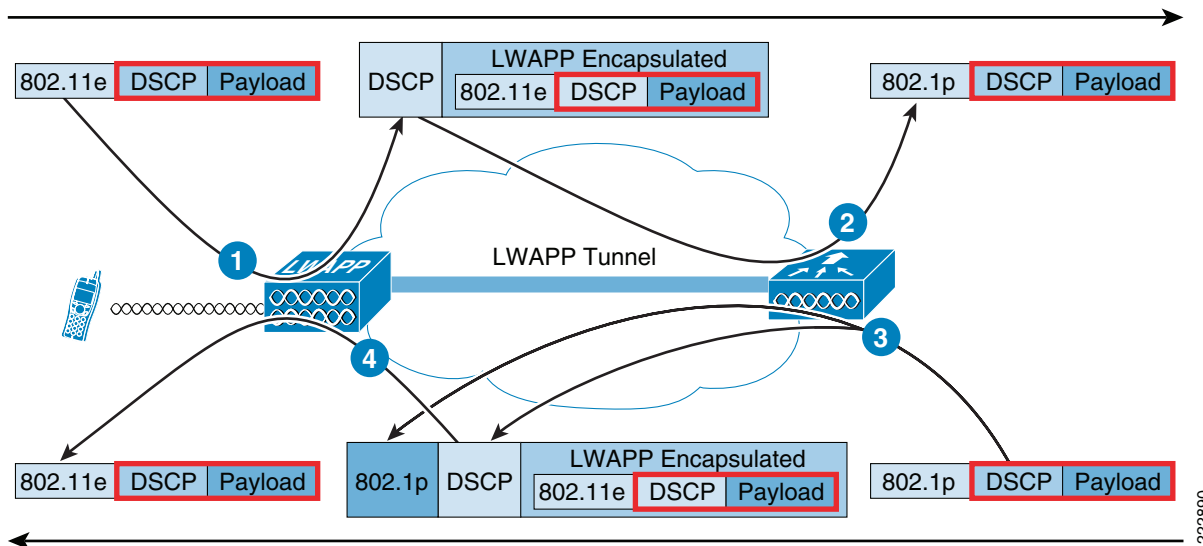 802.11e DSCP Payload
DSCP
LWAPP Encapsulated
802.11e DSCP Payload
802.1p DSCP Payload
1
2
LWAPP
LWAPP Tunnel
3
4
802.11e DSCP Payload
802.1p DSCP
LWAPP Encapsulated
802.11e DSCP Payload
802.1p DSCP Payload